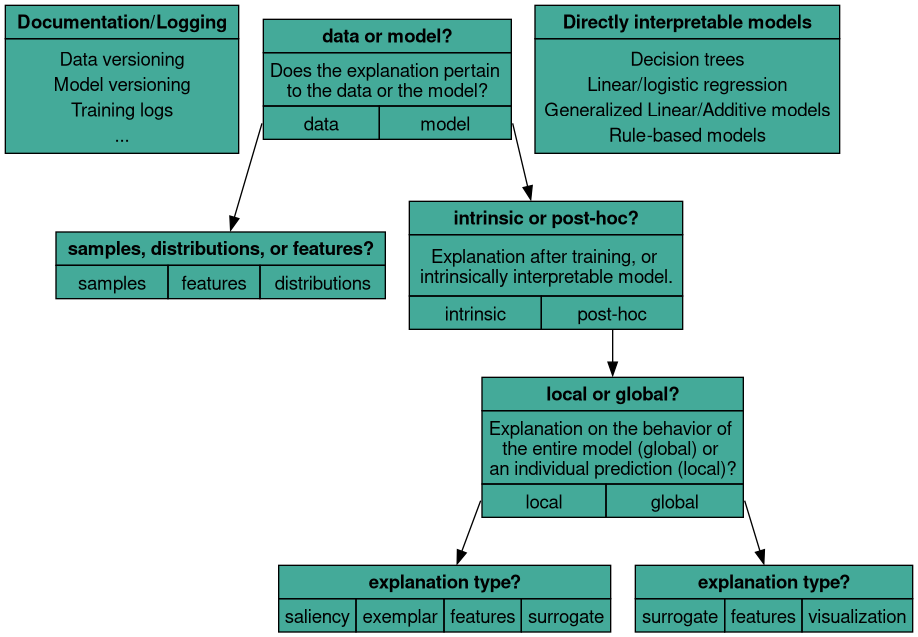 Documentation/Logging
Data versioning
Model versioning
Training logs
...
data or model?
Does the explanation pertain
to the data or the model?
data model
Directly interpretable models
Decision trees
Linear/logistic regression
Generalized Linear/Additive models
Rule-based models
samples, distributions, or features?
samples features distributions
intrinsic or post-hoc?
Explanation after training, or
intrinsically interpretable model.
intrinsic post-hoc
local or global?
Explanation on the behavior of
the entire model (global) or
an individual prediction (local)?
local global
explanation type?
saliency exemplar features surrogate
explanation type?
surrogate features visualization